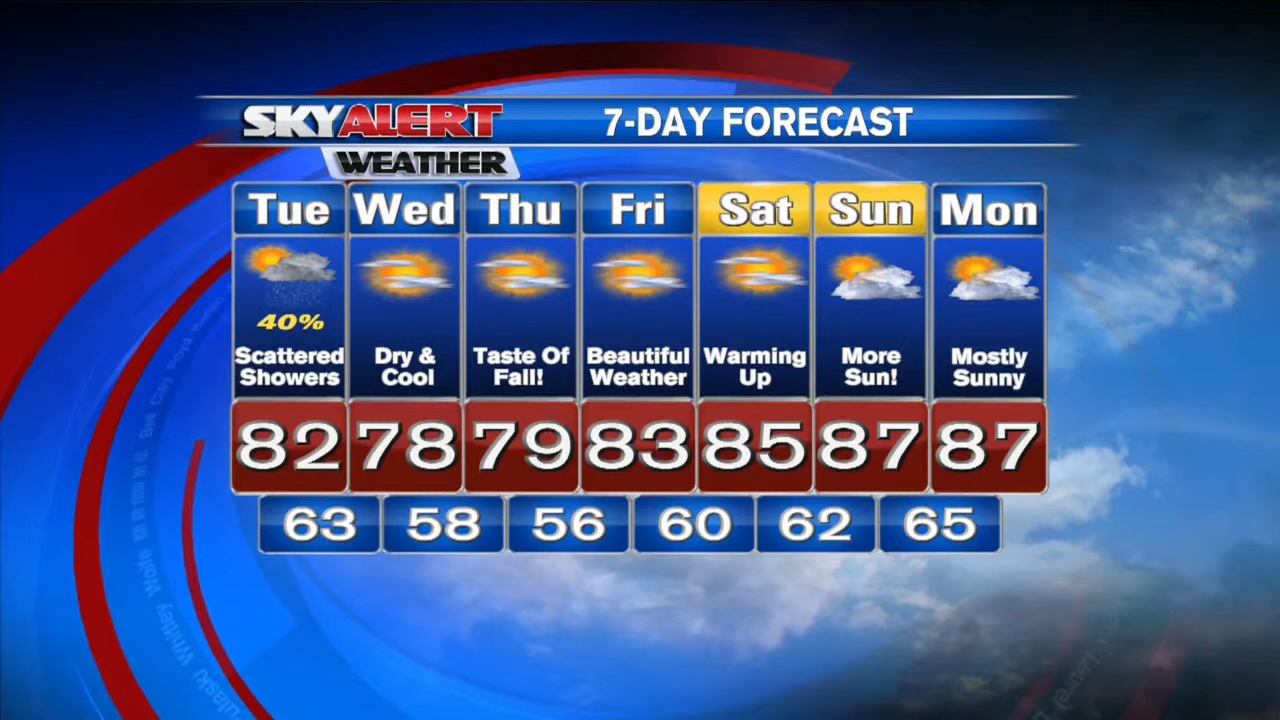 SKYALERT 7-DAY FORECAST
WEATHER
Tue Wed Thu Fri Sat Sun Mon
40%
Scattered Dry & Taste Of Beautiful Warming More Mostly
Showers Cool Fall! Weather Up Sun! Sunny
82 78 79 83 85 87 87
63 58 56 60 62 65
Whitley Wolfe